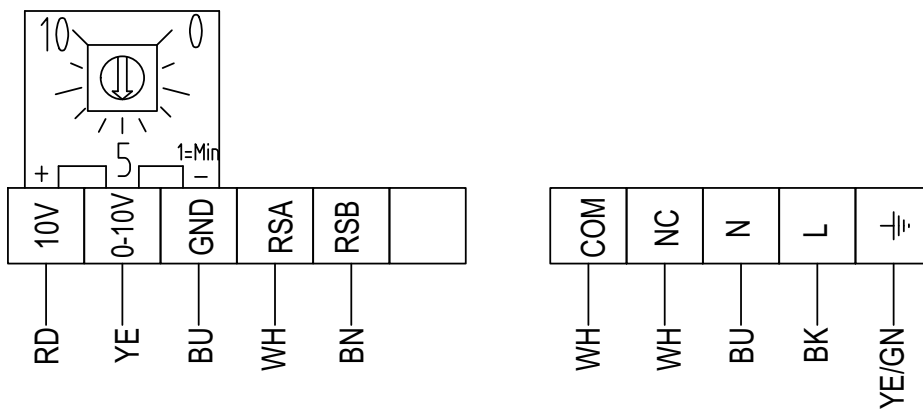 10 0
5 1=Min
+ −
10V 0-10V GND RSA RSB
RD YE BU WH BN
COM NC N L
WH WH BU BK YE/GN